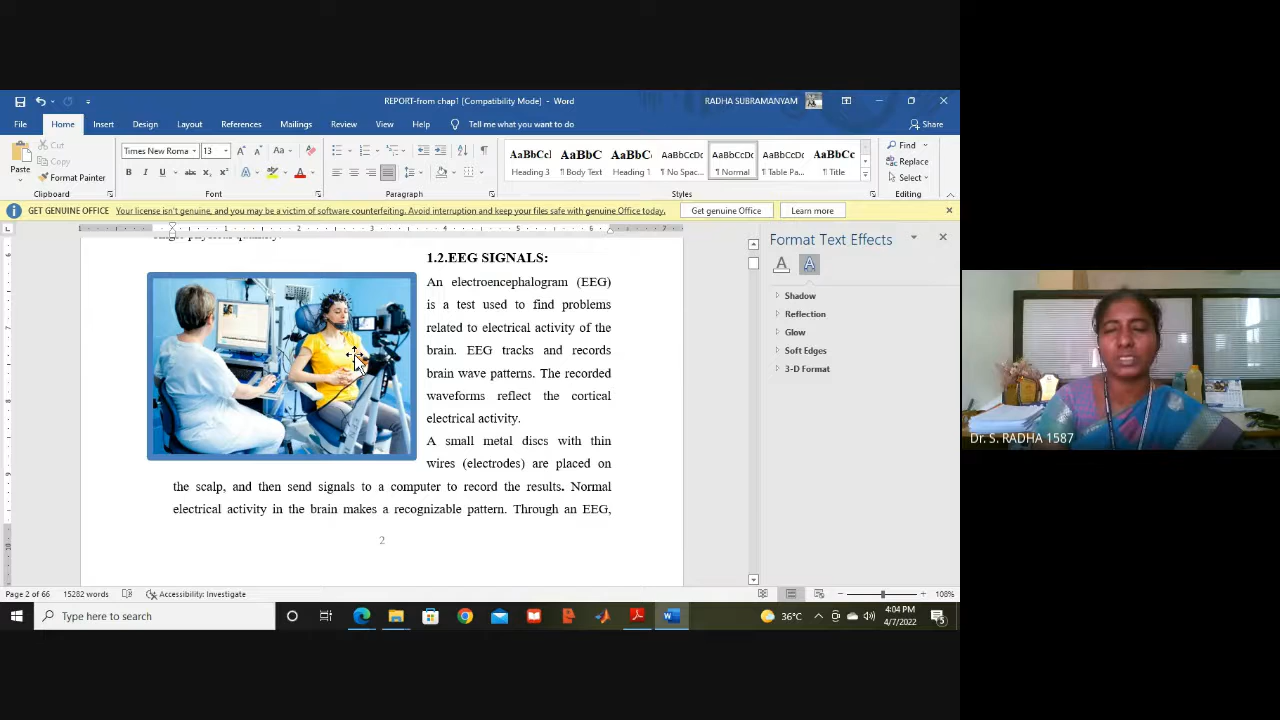 REPORT-from chap1 [Compatibility Mode] - Word
RADHA SUBRAMANYAM
File Home Insert Design Layout References Mailings Review View Help Tell me what you want to do Share
Paste
Cut
Copy
Format Painter
Clipboard
Times New Roma 13
Font
Paragraph
AaBbCcl AaBbC AaBbC AaBbCcDc AaBbCcDc AaBbCcDc AaBbCc
Heading 3 ¶ Body Text Heading 1 ¶ No Spac... ¶ Normal ¶ Table Pa... ¶ Title
Styles
Find
Replace
Select
Editing
GET GENUINE OFFICE Your license isn't genuine, and you may be a victim of software counterfeiting. Avoid interruption and keep your files safe with genuine Office today. Get genuine Office Learn more
1.2.EEG SIGNALS:
An electroencephalogram (EEG)
is a test used to find problems
related to electrical activity of the
brain. EEG tracks and records
brain wave patterns. The recorded
waveforms reflect the cortical
electrical activity.
A small metal discs with thin
wires (electrodes) are placed on
the scalp, and then send signals to a computer to record the results. Normal
electrical activity in the brain makes a recognizable pattern. Through an EEG,
2
Format Text Effects
Shadow
Reflection
Glow
Soft Edges
3-D Format
Dr. S. RADHA 1587
Page 2 of 66 15282 words Accessibility: Investigate 108%
Type here to search
36°C
4:04 PM
4/7/2022